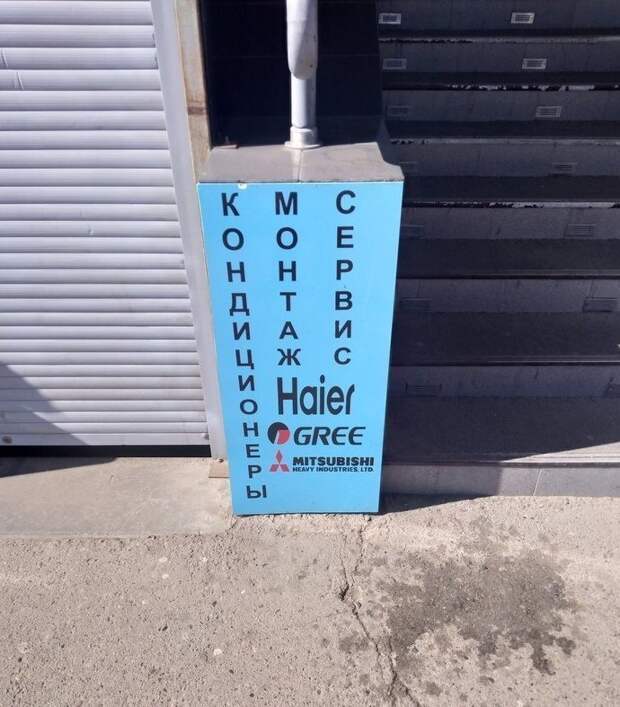 КОНДИЦИОНЕРЫ
МОНТАЖ
СЕРВИС
Haier
GREE
MITSUBISHI
HEAVY INDUSTRIES, LTD.